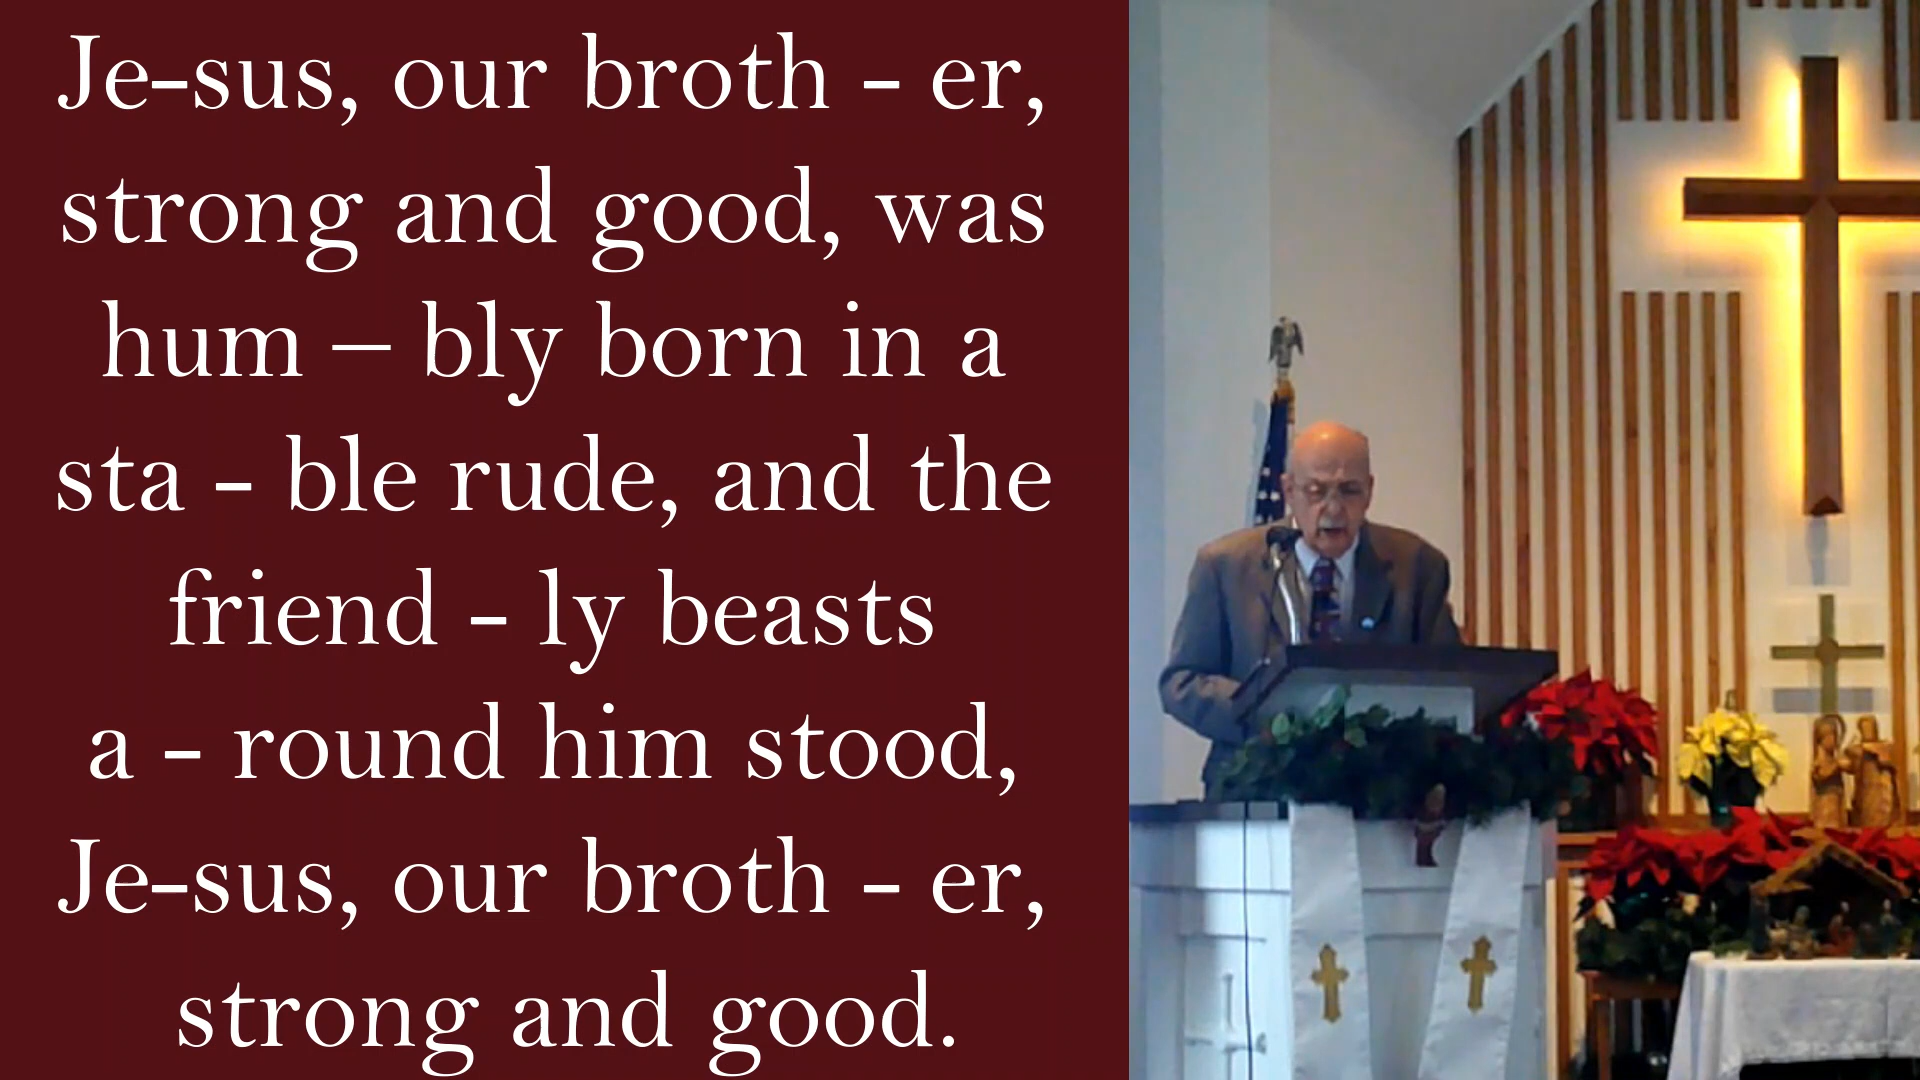 Je-sus, our broth - er,
strong and good, was
hum – bly born in a
sta - ble rude, and the
friend - ly beasts
a - round him stood,
Je-sus, our broth - er,
strong and good.